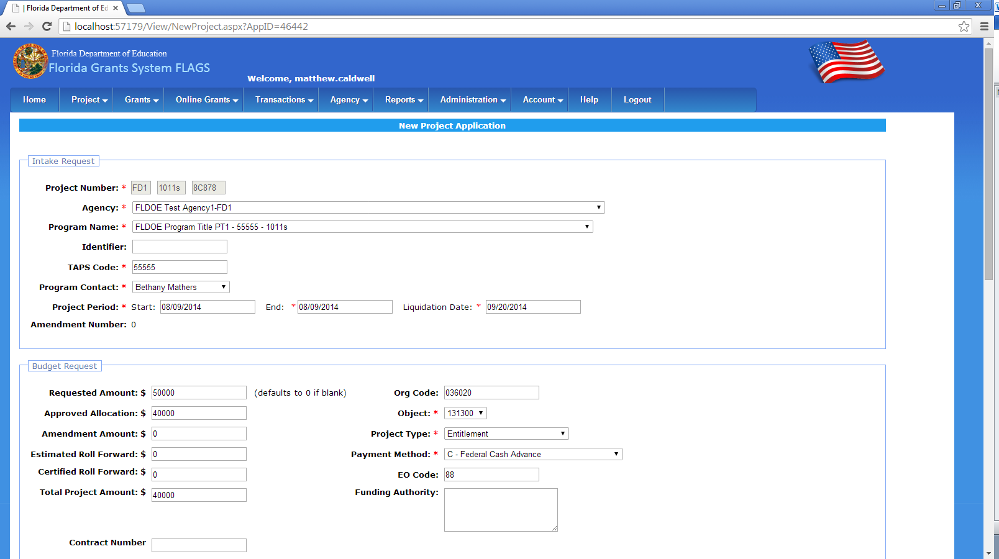 | Florida Department of Ed
localhost:57179/View/NewProject.aspx?AppID=46442
Florida Department of Education
Florida Grants System FLAGS
Welcome, matthew.caldwell
Home Project Grants Online Grants Transactions Agency Reports Administration Account Help Logout
New Project Application
Intake Request
Project Number: * FD1 1011s 8C878
Agency: * FLDOE Test Agency1-FD1
Program Name: * FLDOE Program Title PT1 - 55555 - 1011s
Identifier:
TAPS Code: * 55555
Program Contact: * Bethany Mathers
Project Period: * Start: 08/09/2014 End: * 08/09/2014 Liquidation Date: * 09/20/2014
Amendment Number: 0
Budget Request
Requested Amount: $ 50000 (defaults to 0 if blank) Org Code: 036020
Approved Allocation: $ 40000 Object: * 131300
Amendment Amount: $ 0 Project Type: * Entitlement
Estimated Roll Forward: $ 0 Payment Method: * C - Federal Cash Advance
Certified Roll Forward: $ 0 EO Code: 88
Total Project Amount: $ 40000 Funding Authority:
Contract Number